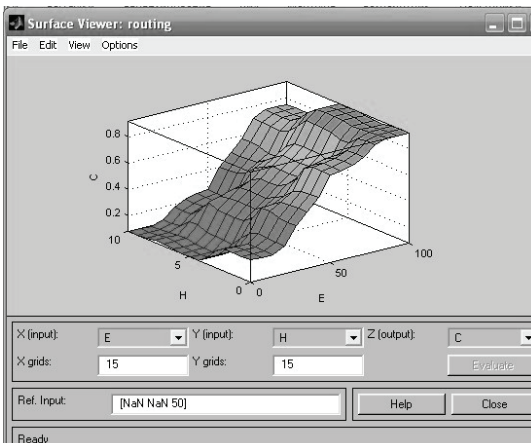 Surface Viewer: routing
File Edit View Options
0.8
0.6
0.4
0.2
C
10
5
0
H
0
50
100
E
X (input): E Y (input): H Z (output): C
X grids: 15 Y grids: 15 Evaluate
Ref. Input: [NaN NaN 50] Help Close
Ready